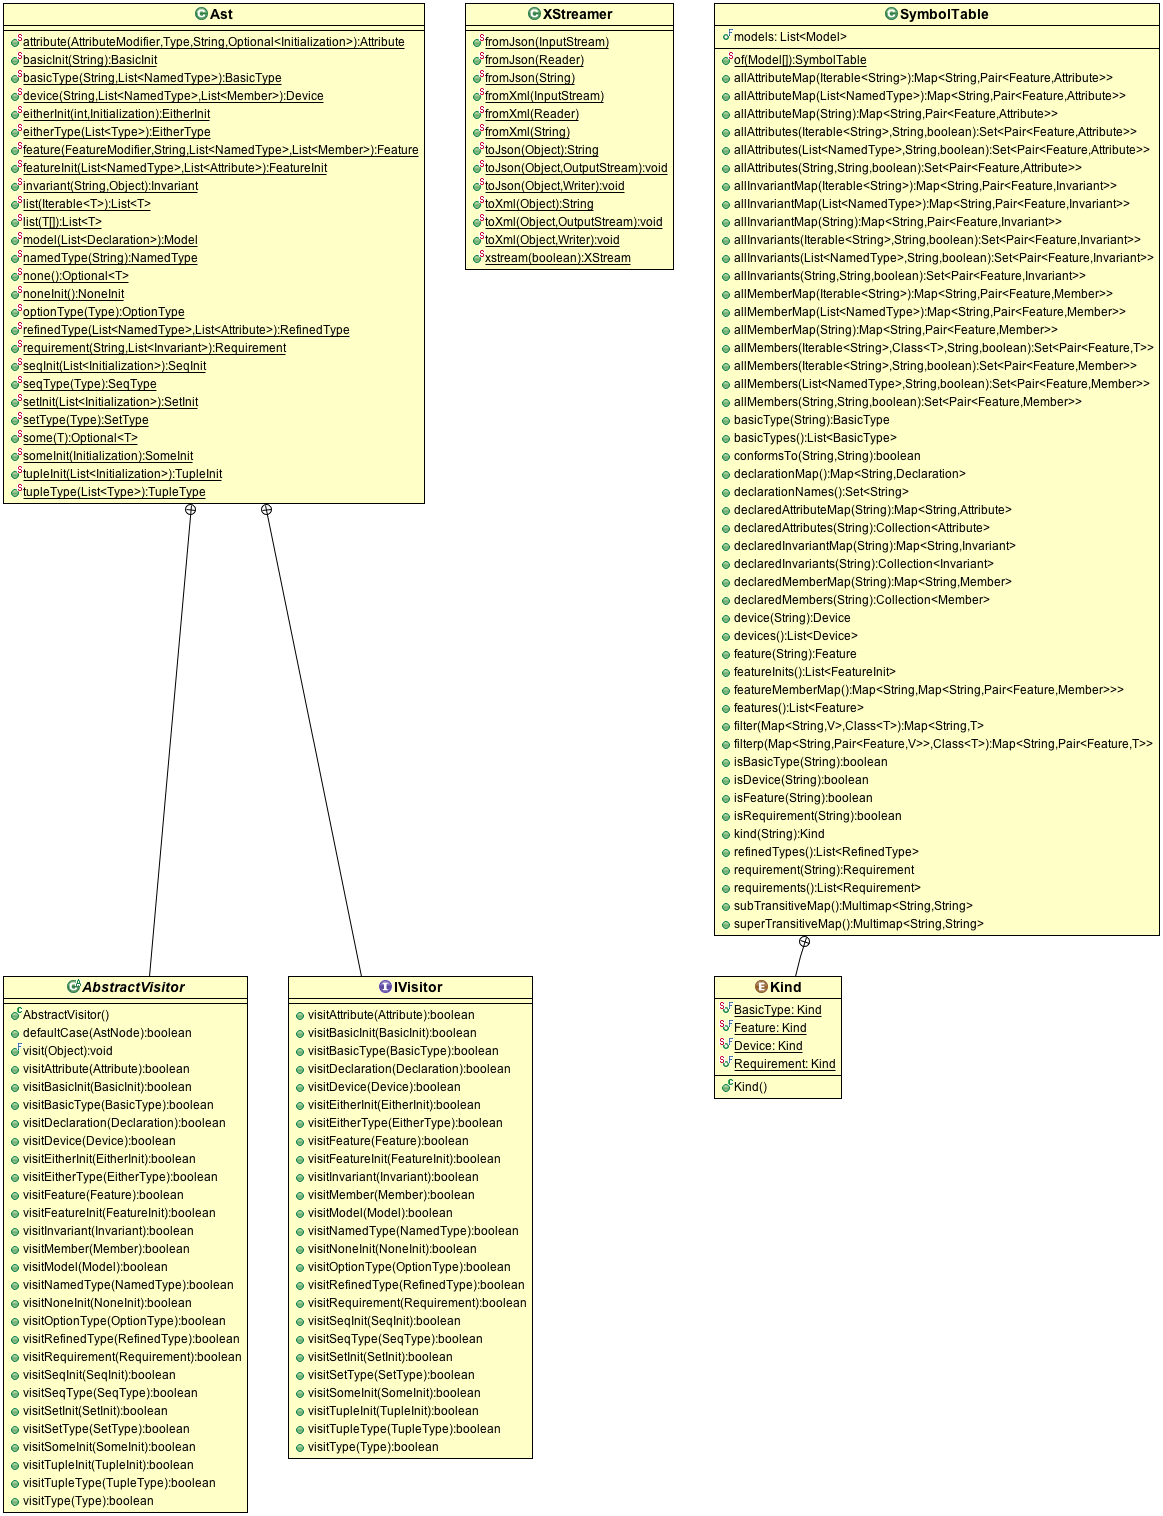 Ast
attribute(AttributeModifier,Type,String,Optional<Initialization>):Attribute
basicInit(String):BasicInit
basicType(String,List<NamedType>):BasicType
device(String,List<NamedType>,List<Member>):Device
eitherInit(int,Initialization):EitherInit
eitherType(List<Type>):EitherType
feature(FeatureModifier,String,List<NamedType>,List<Member>):Feature
featureInit(List<NamedType>,List<Attribute>):FeatureInit
invariant(String,Object):Invariant
list(Iterable<T>):List<T>
list(T[]):List<T>
model(List<Declaration>):Model
namedType(String):NamedType
none():Optional<T>
noneInit():NoneInit
optionType(Type):OptionType
refinedType(List<NamedType>,List<Attribute>):RefinedType
requirement(String,List<Invariant>):Requirement
seqInit(List<Initialization>):SeqInit
seqType(Type):SeqType
setInit(List<Initialization>):SetInit
setType(Type):SetType
some(T):Optional<T>
someInit(Initialization):SomeInit
tupleInit(List<Initialization>):TupleInit
tupleType(List<Type>):TupleType
XStreamer
fromJson(InputStream)
fromJson(Reader)
fromJson(String)
fromXml(InputStream)
fromXml(Reader)
fromXml(String)
toJson(Object):String
toJson(Object,OutputStream):void
toJson(Object,Writer):void
toXml(Object):String
toXml(Object,OutputStream):void
toXml(Object,Writer):void
xstream(boolean):XStream
SymbolTable
models: List<Model>
of(Model[]):SymbolTable
allAttributeMap(Iterable<String>):Map<String,Pair<Feature,Attribute>>
allAttributeMap(List<NamedType>):Map<String,Pair<Feature,Attribute>>
allAttributeMap(String):Map<String,Pair<Feature,Attribute>>
allAttributes(Iterable<String>,String,boolean):Set<Pair<Feature,Attribute>>
allAttributes(List<NamedType>,String,boolean):Set<Pair<Feature,Attribute>>
allAttributes(String,String,boolean):Set<Pair<Feature,Attribute>>
allInvariantMap(Iterable<String>):Map<String,Pair<Feature,Invariant>>
allInvariantMap(List<NamedType>):Map<String,Pair<Feature,Invariant>>
allInvariantMap(String):Map<String,Pair<Feature,Invariant>>
allInvariants(Iterable<String>,String,boolean):Set<Pair<Feature,Invariant>>
allInvariants(List<NamedType>,String,boolean):Set<Pair<Feature,Invariant>>
allInvariants(String,String,boolean):Set<Pair<Feature,Invariant>>
allMemberMap(Iterable<String>):Map<String,Pair<Feature,Member>>
allMemberMap(List<NamedType>):Map<String,Pair<Feature,Member>>
allMemberMap(String):Map<String,Pair<Feature,Member>>
allMembers(Iterable<String>,Class<T>,String,boolean):Set<Pair<Feature,T>>
allMembers(Iterable<String>,String,boolean):Set<Pair<Feature,Member>>
allMembers(List<NamedType>,String,boolean):Set<Pair<Feature,Member>>
allMembers(String,String,boolean):Set<Pair<Feature,Member>>
basicType(String):BasicType
basicTypes():List<BasicType>
conformsTo(String,String):boolean
declarationMap():Map<String,Declaration>
declarationNames():Set<String>
declaredAttributeMap(String):Map<String,Attribute>
declaredAttributes(String):Collection<Attribute>
declaredInvariantMap(String):Map<String,Invariant>
declaredInvariants(String):Collection<Invariant>
declaredMemberMap(String):Map<String,Member>
declaredMembers(String):Collection<Member>
device(String):Device
devices():List<Device>
feature(String):Feature
featureInits():List<FeatureInit>
featureMemberMap():Map<String,Map<String,Pair<Feature,Member>>>
features():List<Feature>
filter(Map<String,V>,Class<T>):Map<String,T>
filterp(Map<String,Pair<Feature,V>>,Class<T>):Map<String,Pair<Feature,T>>
isBasicType(String):boolean
isDevice(String):boolean
isFeature(String):boolean
isRequirement(String):boolean
kind(String):Kind
refinedTypes():List<RefinedType>
requirement(String):Requirement
requirements():List<Requirement>
subTransitiveMap():Multimap<String,String>
superTransitiveMap():Multimap<String,String>
AbstractVisitor
AbstractVisitor()
defaultCase(AstNode):boolean
visit(Object):void
visitAttribute(Attribute):boolean
visitBasicInit(BasicInit):boolean
visitBasicType(BasicType):boolean
visitDeclaration(Declaration):boolean
visitDevice(Device):boolean
visitEitherInit(EitherInit):boolean
visitEitherType(EitherType):boolean
visitFeature(Feature):boolean
visitFeatureInit(FeatureInit):boolean
visitInvariant(Invariant):boolean
visitMember(Member):boolean
visitModel(Model):boolean
visitNamedType(NamedType):boolean
visitNoneInit(NoneInit):boolean
visitOptionType(OptionType):boolean
visitRefinedType(RefinedType):boolean
visitRequirement(Requirement):boolean
visitSeqInit(SeqInit):boolean
visitSeqType(SeqType):boolean
visitSetInit(SetInit):boolean
visitSetType(SetType):boolean
visitSomeInit(SomeInit):boolean
visitTupleInit(TupleInit):boolean
visitTupleType(TupleType):boolean
visitType(Type):boolean
IVisitor
visitAttribute(Attribute):boolean
visitBasicInit(BasicInit):boolean
visitBasicType(BasicType):boolean
visitDeclaration(Declaration):boolean
visitDevice(Device):boolean
visitEitherInit(EitherInit):boolean
visitEitherType(EitherType):boolean
visitFeature(Feature):boolean
visitFeatureInit(FeatureInit):boolean
visitInvariant(Invariant):boolean
visitMember(Member):boolean
visitModel(Model):boolean
visitNamedType(NamedType):boolean
visitNoneInit(NoneInit):boolean
visitOptionType(OptionType):boolean
visitRefinedType(RefinedType):boolean
visitRequirement(Requirement):boolean
visitSeqInit(SeqInit):boolean
visitSeqType(SeqType):boolean
visitSetInit(SetInit):boolean
visitSetType(SetType):boolean
visitSomeInit(SomeInit):boolean
visitTupleInit(TupleInit):boolean
visitTupleType(TupleType):boolean
visitType(Type):boolean
Kind
BasicType: Kind
Feature: Kind
Device: Kind
Requirement: Kind
Kind()